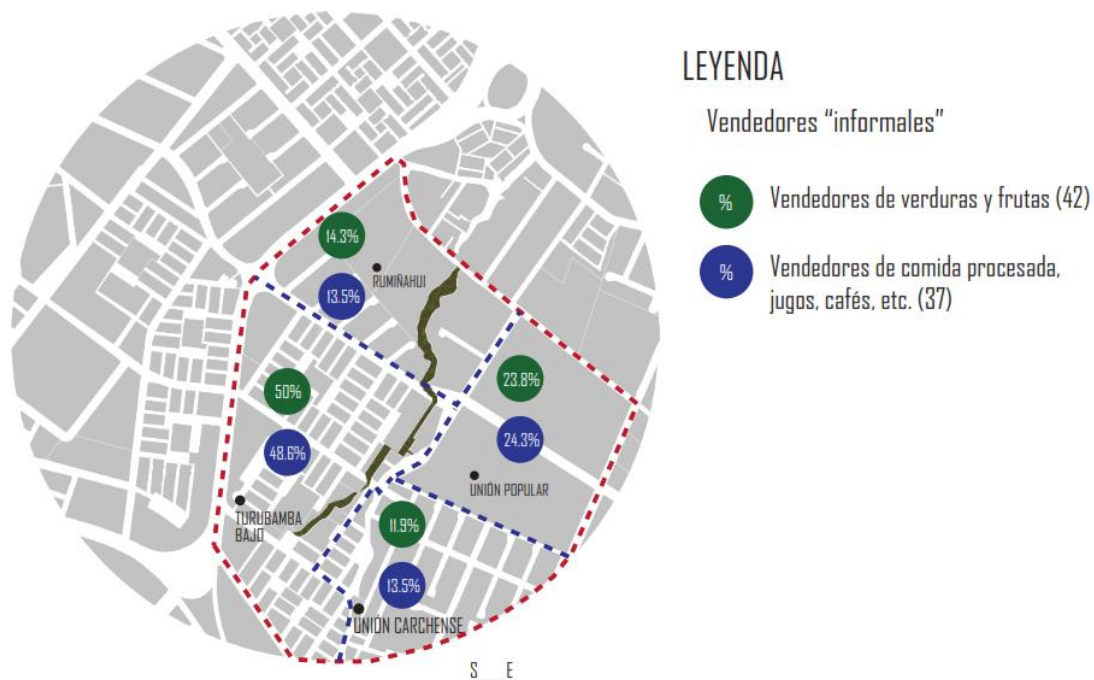 LEYENDA
Vendedores “informales”
% Vendedores de verduras y frutas (42)
% Vendedores de comida procesada,
jugos, cafés, etc. (37)
14.3%
RUMIÑAHUI
13.5%
50%
23.8%
48.6%
24.3%
UNIÓN POPULAR
TURUBAMBA
BAJO
11.9%
13.5%
UNIÓN CARCHENSE
S E